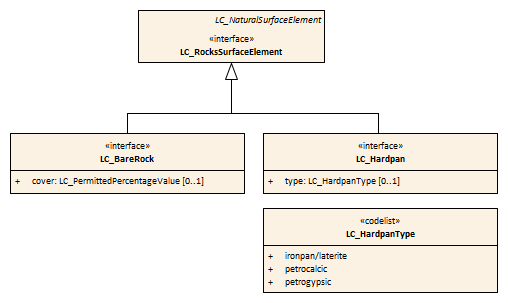 LC_NaturalSurfaceElement
«interface»
LC_RocksSurfaceElement
«interface»
LC_BareRock
+ cover: LC_PermittedPercentageValue [0..1]
«interface»
LC_Hardpan
+ type: LC_HardpanType [0..1]
«codelist»
LC_HardpanType
+ ironpan/laterite
+ petrocalcic
+ petrogypsic